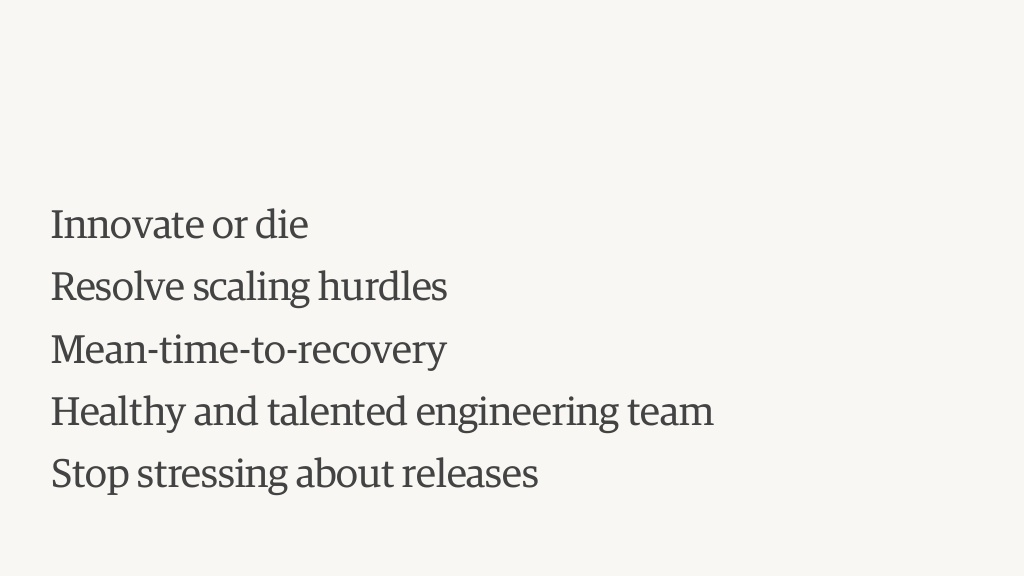 Innovate or die
Resolve scaling hurdles
Mean-time-to-recovery
Healthy and talented engineering team
Stop stressing about releases